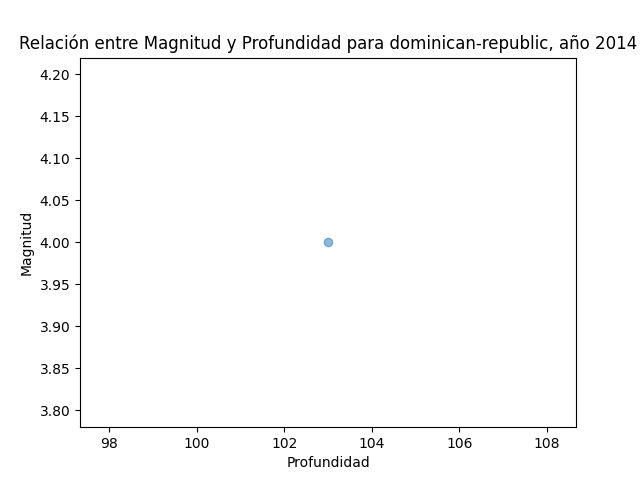 Relación entre Magnitud y Profundidad para dominican-republic, año 2014
4.20
4.15
4.10
4.05
4.00
3.95
3.90
3.85
3.80
Magnitud
98 100 102 104 106 108
Profundidad